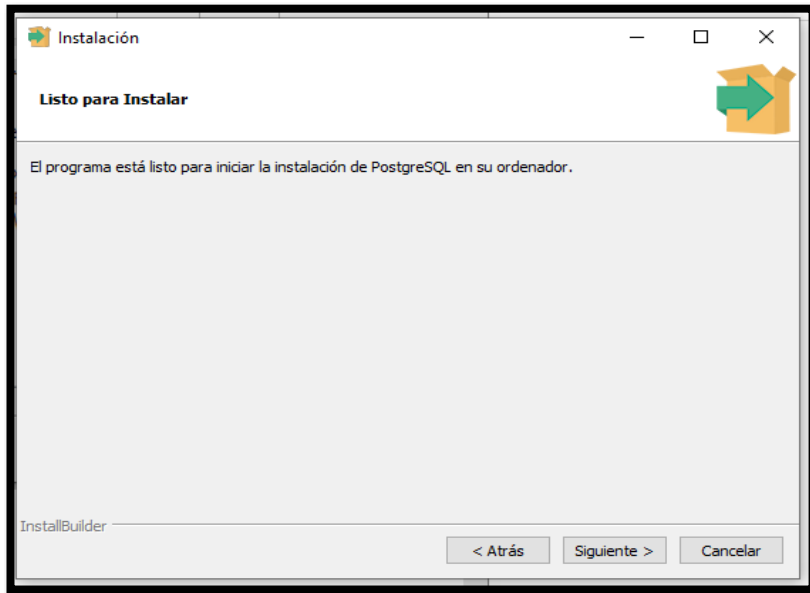 Instalación
Listo para Instalar
El programa está listo para iniciar la instalación de PostgreSQL en su ordenador.
InstallBuilder
< Atrás
Siguiente >
Cancelar